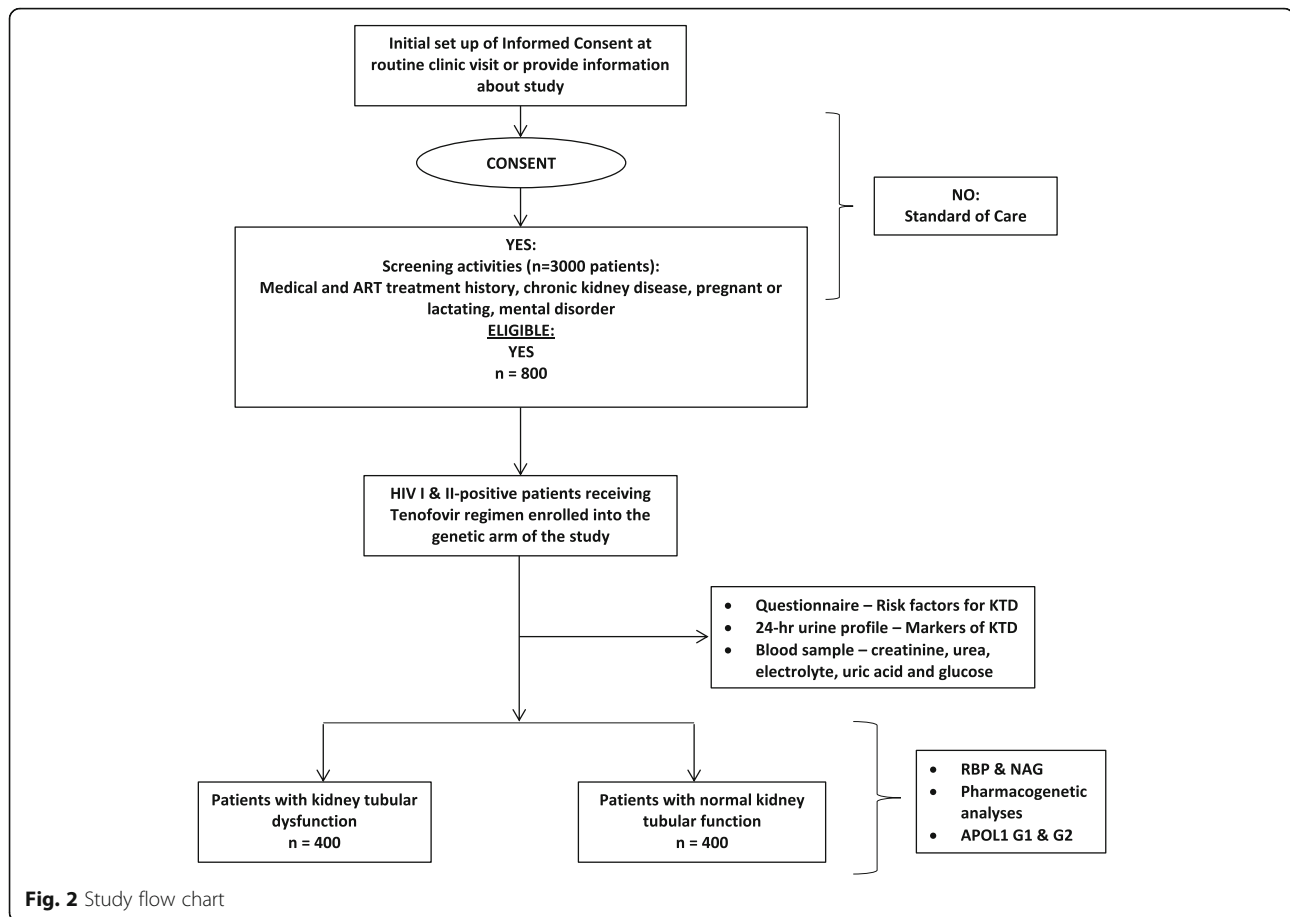 Initial set up of Informed Consent at
routine clinic visit or provide information
about study
CONSENT
NO:
Standard of Care
YES:
Screening activities (n=3000 patients):
Medical and ART treatment history, chronic kidney disease, pregnant or
lactating, mental disorder
ELIGIBLE:
YES
n = 800
HIV I & II-positive patients receiving
Tenofovir regimen enrolled into the
genetic arm of the study
• Questionnaire – Risk factors for KTD
• 24-hr urine profile – Markers of KTD
• Blood sample – creatinine, urea,
electrolyte, uric acid and glucose
Patients with kidney tubular
dysfunction
n = 400
Patients with normal kidney
tubular function
n = 400
• RBP & NAG
• Pharmacogenetic
analyses
• APOL1 G1 & G2
Fig. 2 Study flow chart